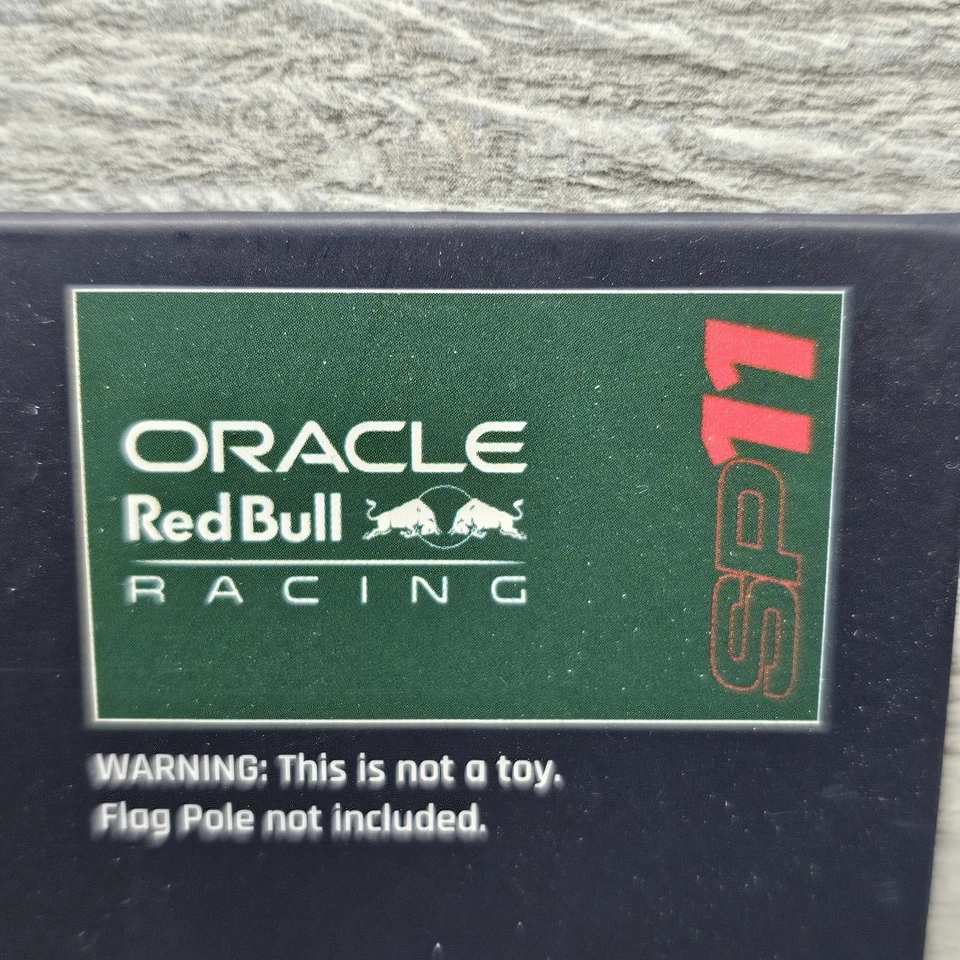 ORACLE
Red Bull
RACING
SP11
WARNING: This is not a toy.
Flag Pole not included.